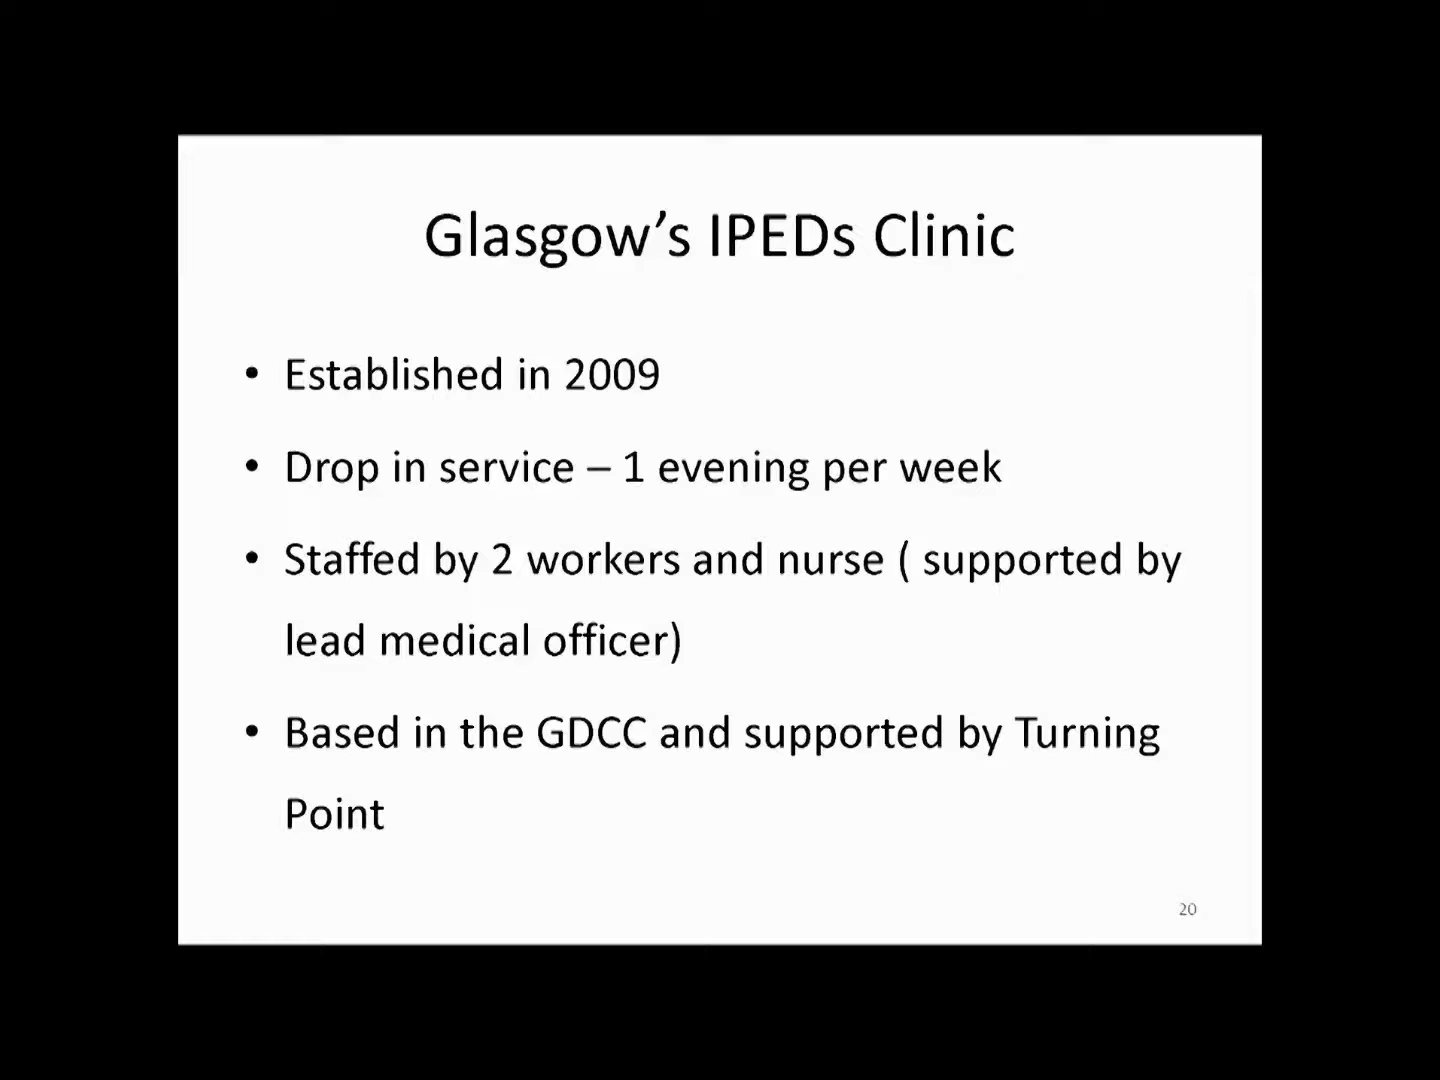 Glasgow’s IPEDs Clinic
• Established in 2009
• Drop in service – 1 evening per week
• Staffed by 2 workers and nurse ( supported by
lead medical officer)
• Based in the GDCC and supported by Turning
Point
20